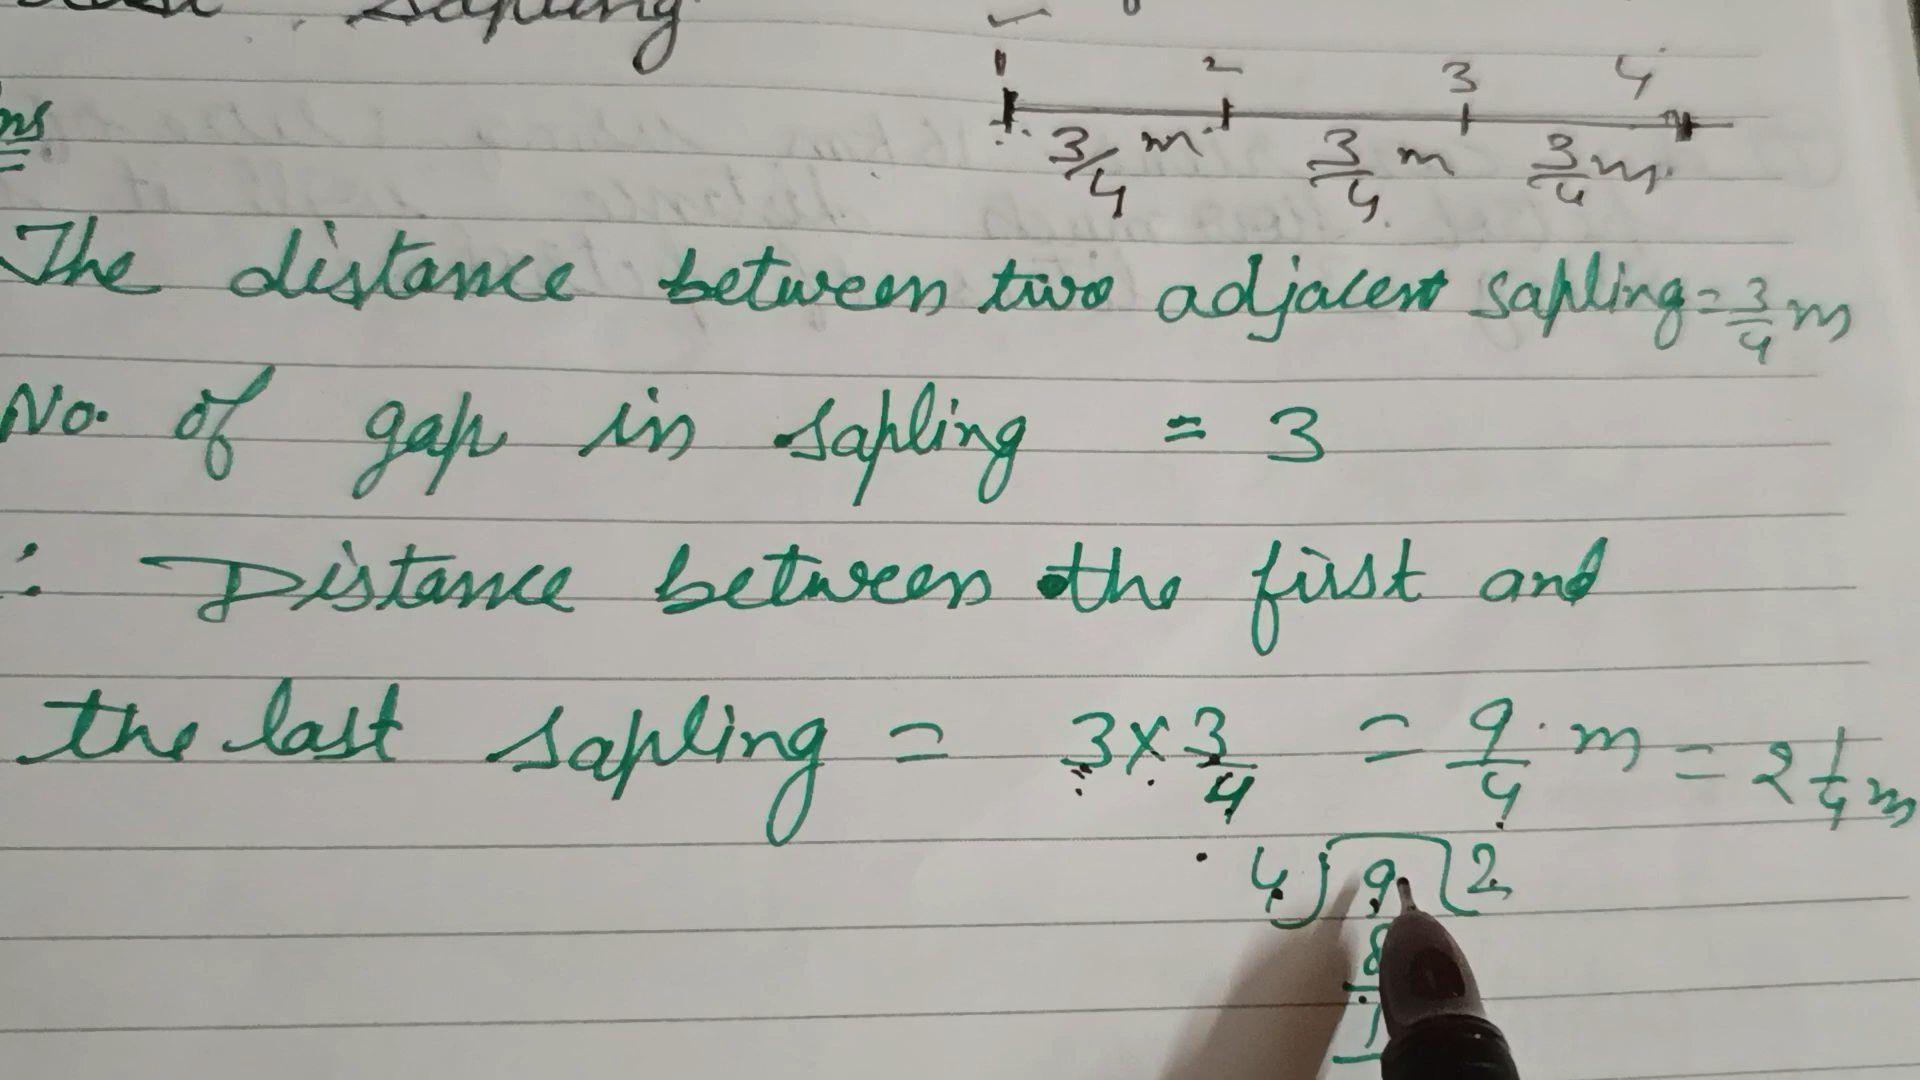 sapling
1 2 3 4
3/4 m 3/4 m 3/4 m
The distance between two adjacent sapling = 3/4 m
No. of gap in sapling = 3
∴ Distance between the first and
the last sapling = 3 × 3/4 = 9/4 m = 2 1/4 m
4 ) 9 ( 2
8
1